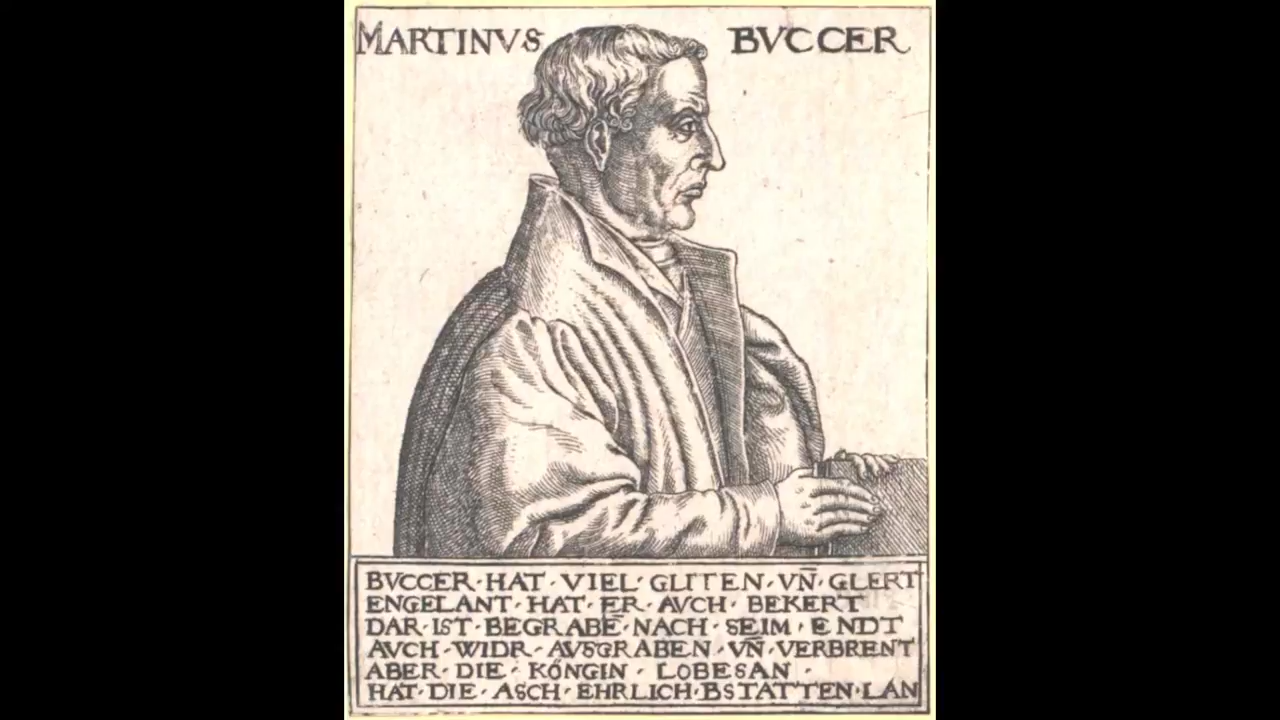 MARTINVS BVCCER
BVCCER · HAT · VIEL · GLITEN · VN̄ · GLERT
ENGELANT · HAT · ER · AVCH · BEKERT
DAR · IST · BEGRABĒ · NACH · SEIM · ENDT
AVCH · WIDR · AVSGRABEN · VN̄ · VERBRENT
ABER · DIE · KÖNGIN · LOBESAN ·
HAT · DIE · ASCH · EHRLICH · BSTATTEN · LAN